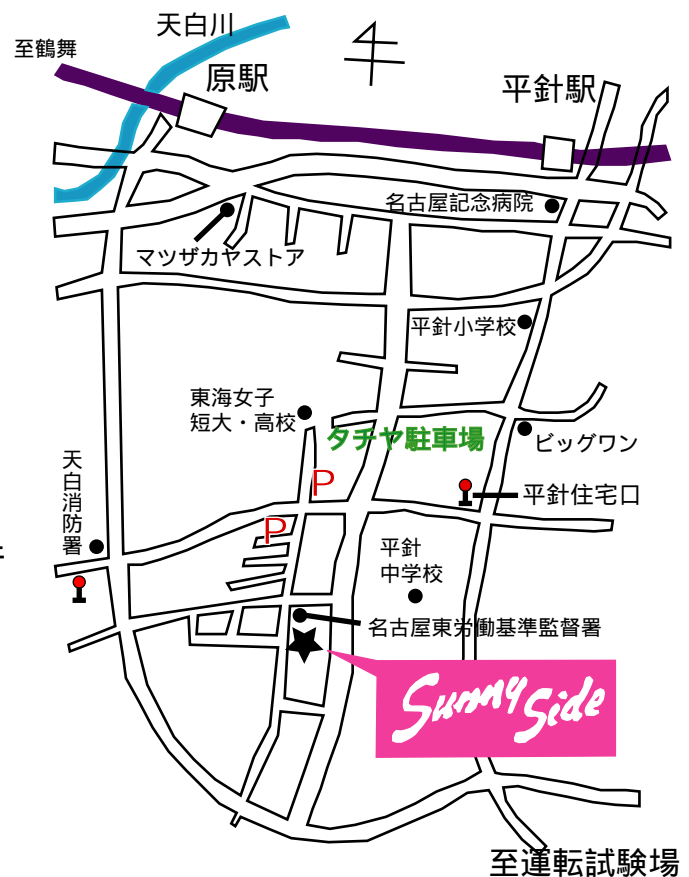 天白川
至鶴舞
原駅
平針駅
名古屋記念病院
マツザカヤストア
平針小学校
東海女子
短大・高校
タチヤ駐車場
ビッグワン
天白消防署
P
平針住宅口
P
平針
中学校
名古屋東労働基準監督署
Sunny Side
至運転試験場